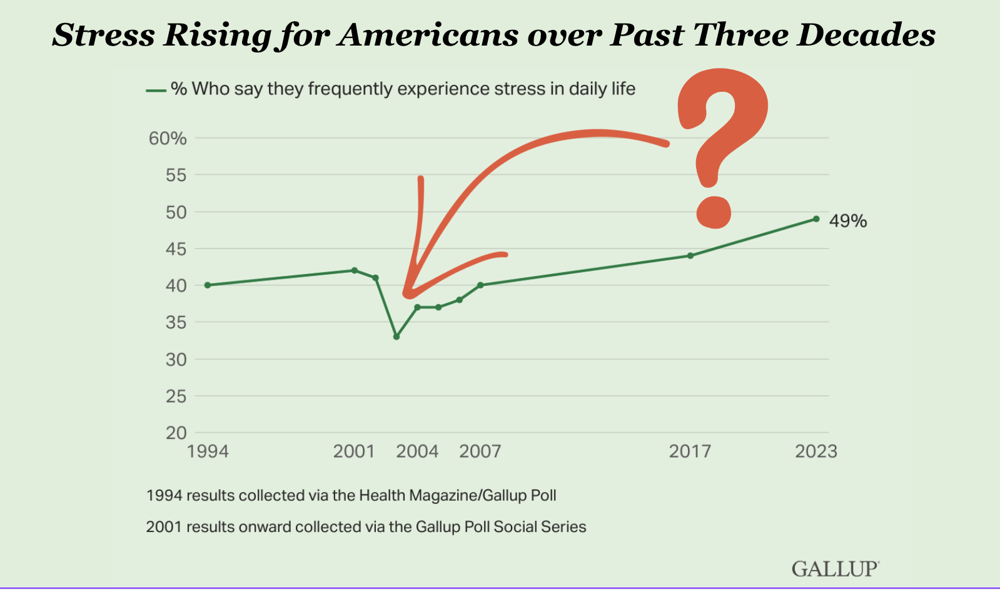 Stress Rising for Americans over Past Three Decades
% Who say they frequently experience stress in daily life
?
60%
55
50
49%
45
40
35
30
25
20
1994 2001 2004 2007 2017 2023
1994 results collected via the Health Magazine/Gallup Poll
2001 results onward collected via the Gallup Poll Social Series
GALLUP®